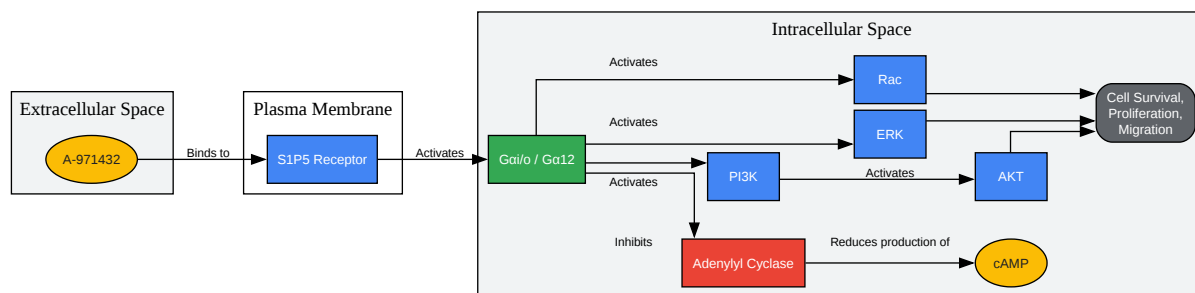 Intracellular Space
Extracellular Space
Plasma Membrane
A-971432
Binds to
S1P5 Receptor
Activates
Gαi/o / Gα12
Activates
Rac
Activates
ERK
Activates
PI3K
Activates
AKT
Cell Survival,
Proliferation,
Migration
Inhibits
Adenylyl Cyclase
Reduces production of
cAMP